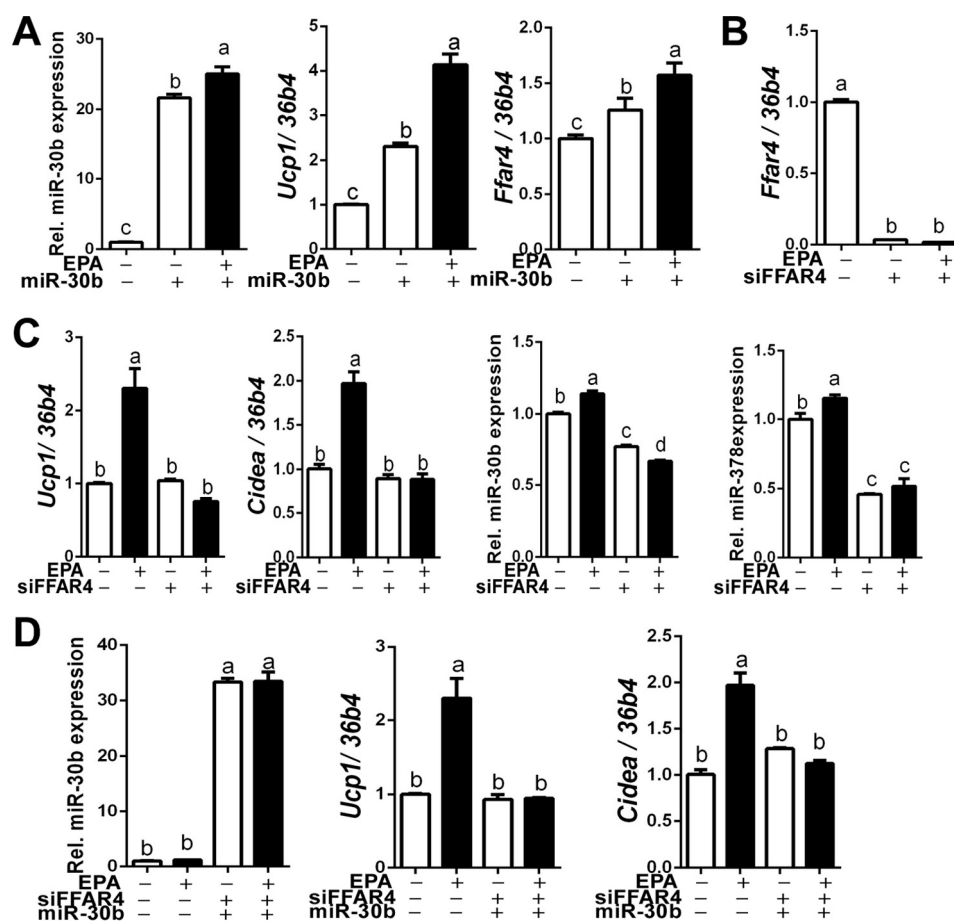 A
Rel. miR-30b expression
30
20
10
0
c
b
a
EPA – – +
miR-30b – + +
Ucp1/ 36b4
5
4
3
2
1
0
c
b
a
EPA – – +
miR-30b – + +
Ffar4 / 36b4
2.0
1.5
1.0
0.5
0.0
c
b
a
EPA – – +
miR-30b – + +
B
Ffar4 / 36b4
1.5
1.0
0.5
0.0
a
b
b
EPA – – +
siFFAR4 – + +
C
Ucp1/ 36b4
3
2
1
0
b
a
b
b
EPA – + – +
siFFAR4 – – + +
Cidea / 36b4
2.5
2.0
1.5
1.0
0.5
0.0
b
a
b
b
EPA – + – +
siFFAR4 – – + +
Rel. miR-30b expression
1.5
1.0
0.5
0.0
b
a
c
d
EPA – + – +
siFFAR4 – – + +
Rel. miR-378expression
1.5
1.0
0.5
0.0
b
a
c
c
EPA – + – +
siFFAR4 – – + +
D
Rel. miR-30b expression
40
30
20
10
0
b
b
a
a
EPA – + – +
siFFAR4 – – + +
miR-30b – – + +
Ucp1/ 36b4
3
2
1
0
b
a
b
b
EPA – + – +
siFFAR4 – – + +
miR-30b – – + +
Cidea / 36b4
2.5
2.0
1.5
1.0
0.5
0.0
b
a
b
b
EPA – + – +
siFFAR4 – – + +
miR-30b – – + +